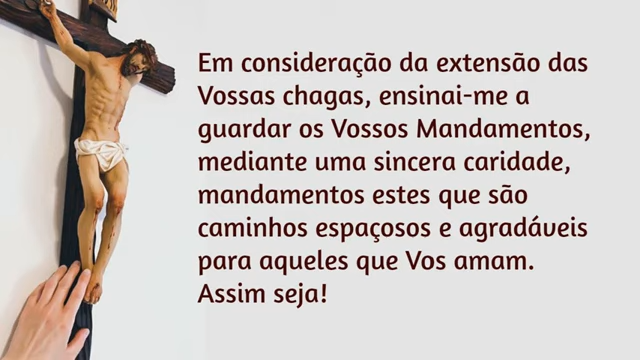 Em consideração da extensão das
Vossas chagas, ensinai-me a
guardar os Vossos Mandamentos,
mediante uma sincera caridade,
mandamentos estes que são
caminhos espaçosos e agradáveis
para aqueles que Vos amam.
Assim seja!